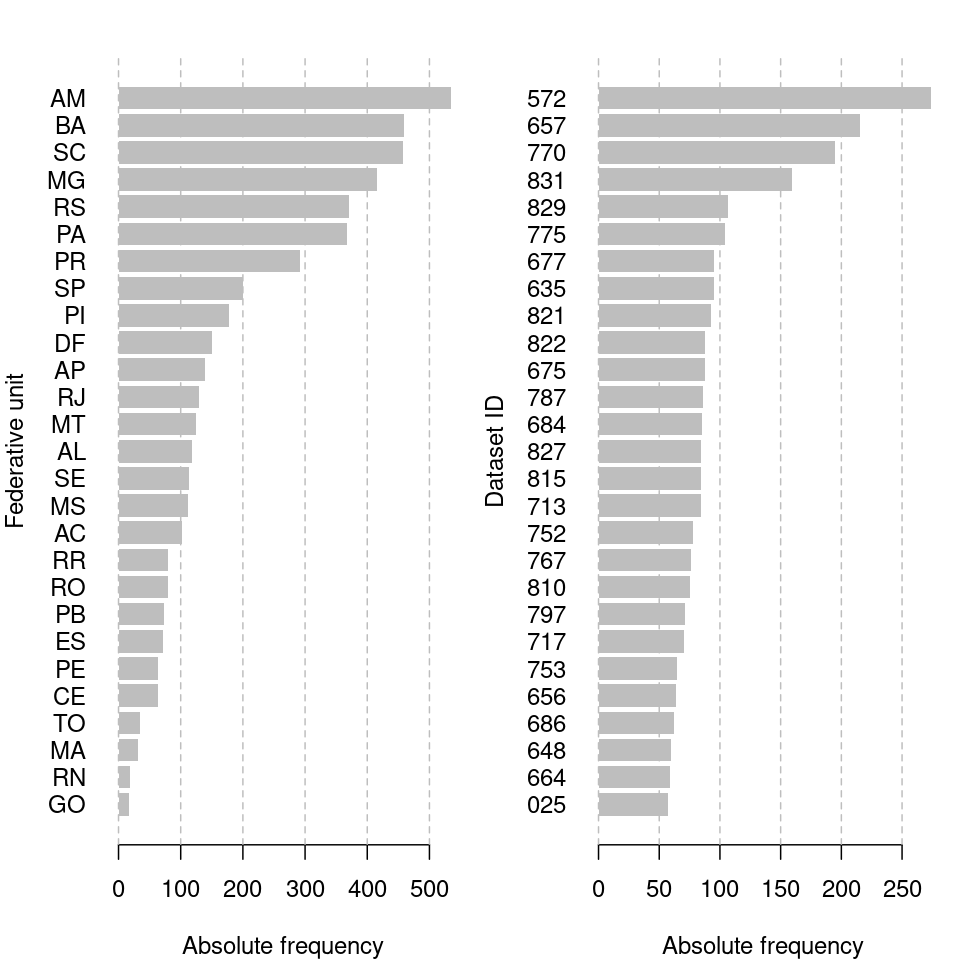 Federative unit
AM
BA
SC
MG
RS
PA
PR
SP
PI
DF
AP
RJ
MT
AL
SE
MS
AC
RR
RO
PB
ES
PE
CE
TO
MA
RN
GO
0 100 200 300 400 500
Absolute frequency
Dataset ID
572
657
770
831
829
775
677
635
821
822
675
787
684
827
815
713
752
767
810
797
717
753
656
686
648
664
025
0 50 100 150 200 250
Absolute frequency